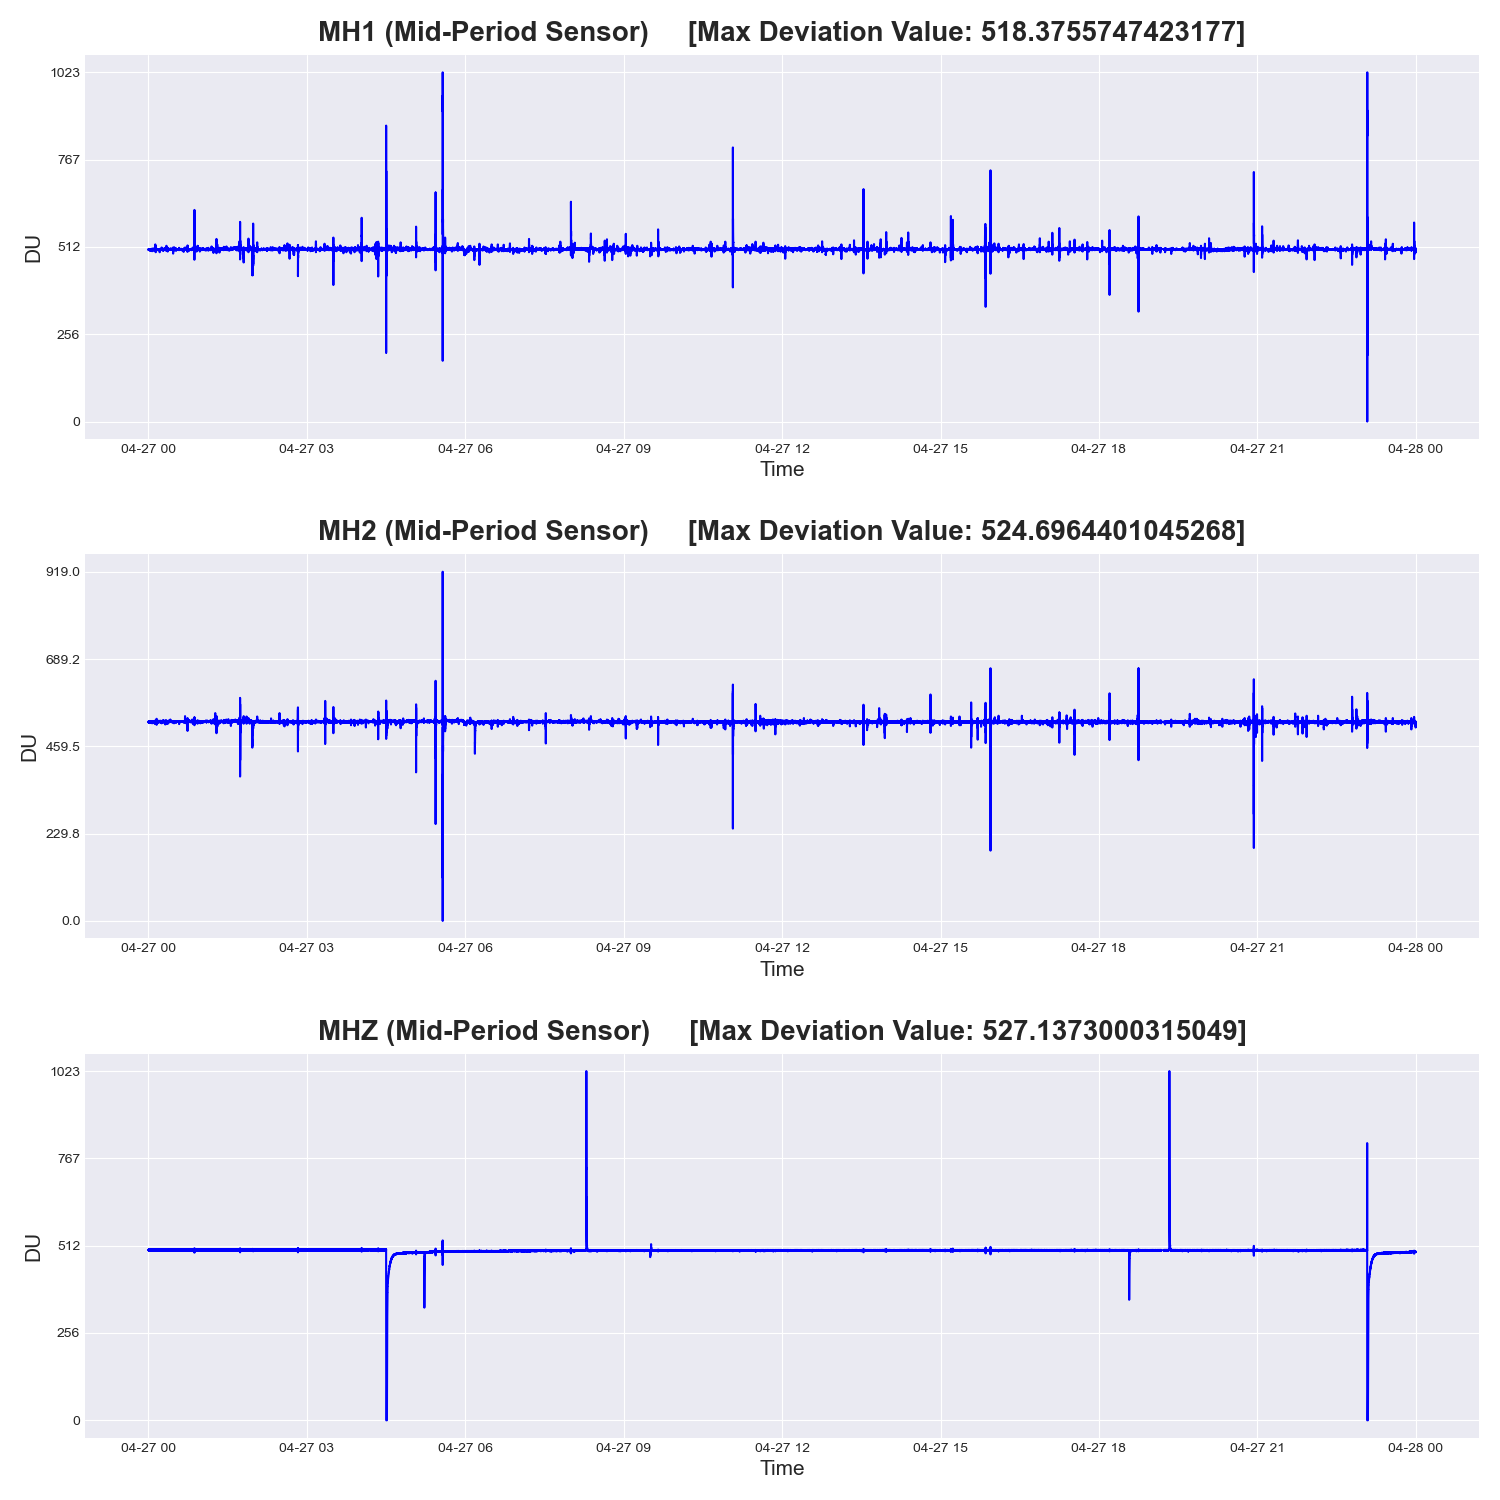 MH1 (Mid-Period Sensor)     [Max Deviation Value: 518.3755747423177]
1023
767
512
256
0
DU
04-27 00 04-27 03 04-27 06 04-27 09 04-27 12 04-27 15 04-27 18 04-27 21 04-28 00
Time
MH2 (Mid-Period Sensor)     [Max Deviation Value: 524.6964401045268]
919.0
689.2
459.5
229.8
0.0
DU
04-27 00 04-27 03 04-27 06 04-27 09 04-27 12 04-27 15 04-27 18 04-27 21 04-28 00
Time
MHZ (Mid-Period Sensor)     [Max Deviation Value: 527.1373000315049]
1023
767
512
256
0
DU
04-27 00 04-27 03 04-27 06 04-27 09 04-27 12 04-27 15 04-27 18 04-27 21 04-28 00
Time